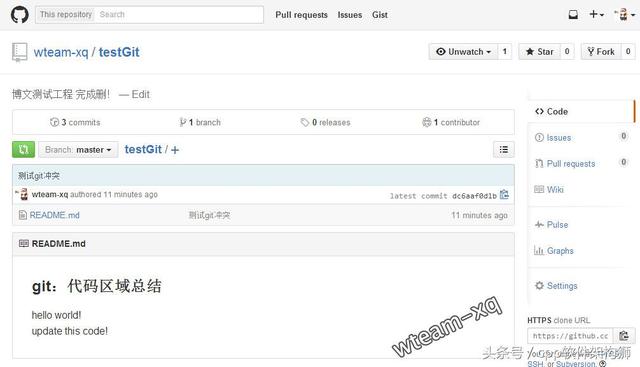 This repository Search Pull requests Issues Gist
wteam-xq / testGit Unwatch 1 Star 0 Fork 0
博文测试工程 完成删！ — Edit
3 commits 1 branch 0 releases 1 contributor
Branch: master testGit / +
测试git冲突
wteam-xq authored 11 minutes ago latest commit dc6aaf0d1b
README.md 测试git冲突 11 minutes ago
README.md
git：代码区域总结
hello world!
update this code!
wteam-xq
Code
Issues 0
Pull requests 0
Wiki
Pulse
Graphs
Settings
HTTPS clone URL
https://github.cc
头条号 / cpp软件架构狮
SSH, or Subversion.